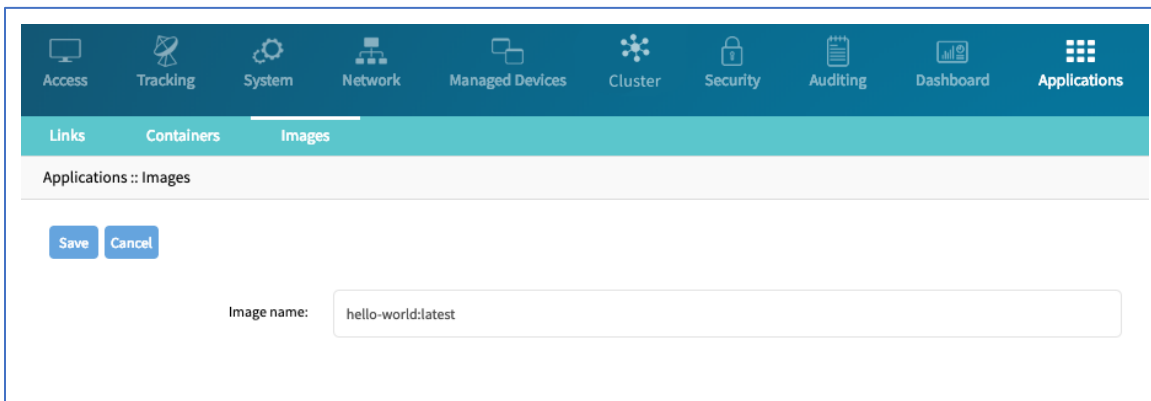 Access Tracking System Network Managed Devices Cluster Security Auditing Dashboard Applications
Links Containers Images
Applications :: Images
Save Cancel
Image name: hello-world:latest